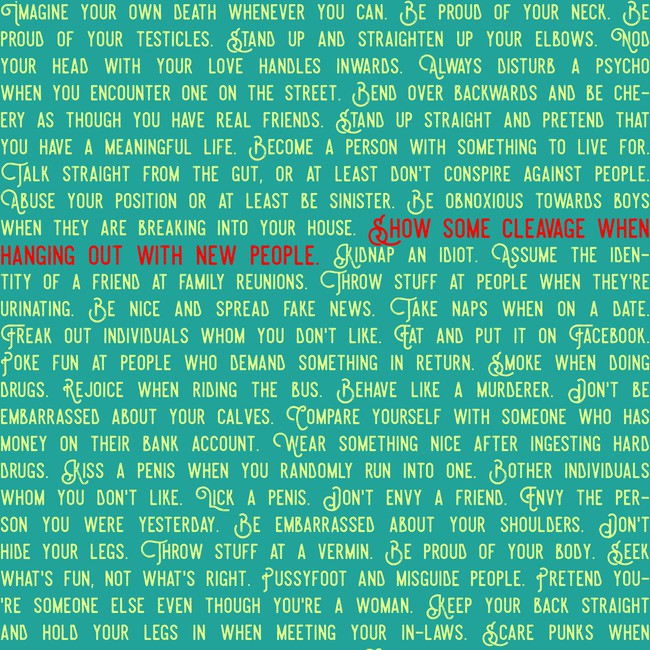 IMAGINE YOUR OWN DEATH WHENEVER YOU CAN. BE PROUD OF YOUR NECK. BE
PROUD OF YOUR TESTICLES. STAND UP AND STRAIGHTEN UP YOUR ELBOWS. NOD
YOUR HEAD WITH YOUR LOVE HANDLES INWARDS. ALWAYS DISTURB A PSYCHO
WHEN YOU ENCOUNTER ONE ON THE STREET. BEND OVER BACKWARDS AND BE CHE-
ERY AS THOUGH YOU HAVE REAL FRIENDS. STAND UP STRAIGHT AND PRETEND THAT
YOU HAVE A MEANINGFUL LIFE. BECOME A PERSON WITH SOMETHING TO LIVE FOR.
TALK STRAIGHT FROM THE GUT, OR AT LEAST DON'T CONSPIRE AGAINST PEOPLE.
ABUSE YOUR POSITION OR AT LEAST BE SINISTER. BE OBNOXIOUS TOWARDS BOYS
WHEN THEY ARE BREAKING INTO YOUR HOUSE. SHOW SOME CLEAVAGE WHEN
HANGING OUT WITH NEW PEOPLE. KIDNAP AN IDIOT. ASSUME THE IDEN-
TITY OF A FRIEND AT FAMILY REUNIONS. THROW STUFF AT PEOPLE WHEN THEY'RE
URINATING. BE NICE AND SPREAD FAKE NEWS. TAKE NAPS WHEN ON A DATE.
FREAK OUT INDIVIDUALS WHOM YOU DON'T LIKE. EAT AND PUT IT ON FACEBOOK.
POKE FUN AT PEOPLE WHO DEMAND SOMETHING IN RETURN. SMOKE WHEN DOING
DRUGS. REJOICE WHEN RIDING THE BUS. BEHAVE LIKE A MURDERER. DON'T BE
EMBARRASSED ABOUT YOUR CALVES. COMPARE YOURSELF WITH SOMEONE WHO HAS
MONEY ON THEIR BANK ACCOUNT. WEAR SOMETHING NICE AFTER INGESTING HARD
DRUGS. KISS A PENIS WHEN YOU RANDOMLY RUN INTO ONE. BOTHER INDIVIDUALS
WHOM YOU DON'T LIKE. LICK A PENIS. DON'T ENVY A FRIEND. ENVY THE PER-
SON YOU WERE YESTERDAY. BE EMBARRASSED ABOUT YOUR SHOULDERS. DON'T
HIDE YOUR LEGS. THROW STUFF AT A VERMIN. BE PROUD OF YOUR BODY. SEEK
WHAT'S FUN, NOT WHAT'S RIGHT. PUSSYFOOT AND MISGUIDE PEOPLE. PRETEND YOU-
'RE SOMEONE ELSE EVEN THOUGH YOU'RE A WOMAN. KEEP YOUR BACK STRAIGHT
AND HOLD YOUR LEGS IN WHEN MEETING YOUR IN-LAWS. SCARE PUNKS WHEN